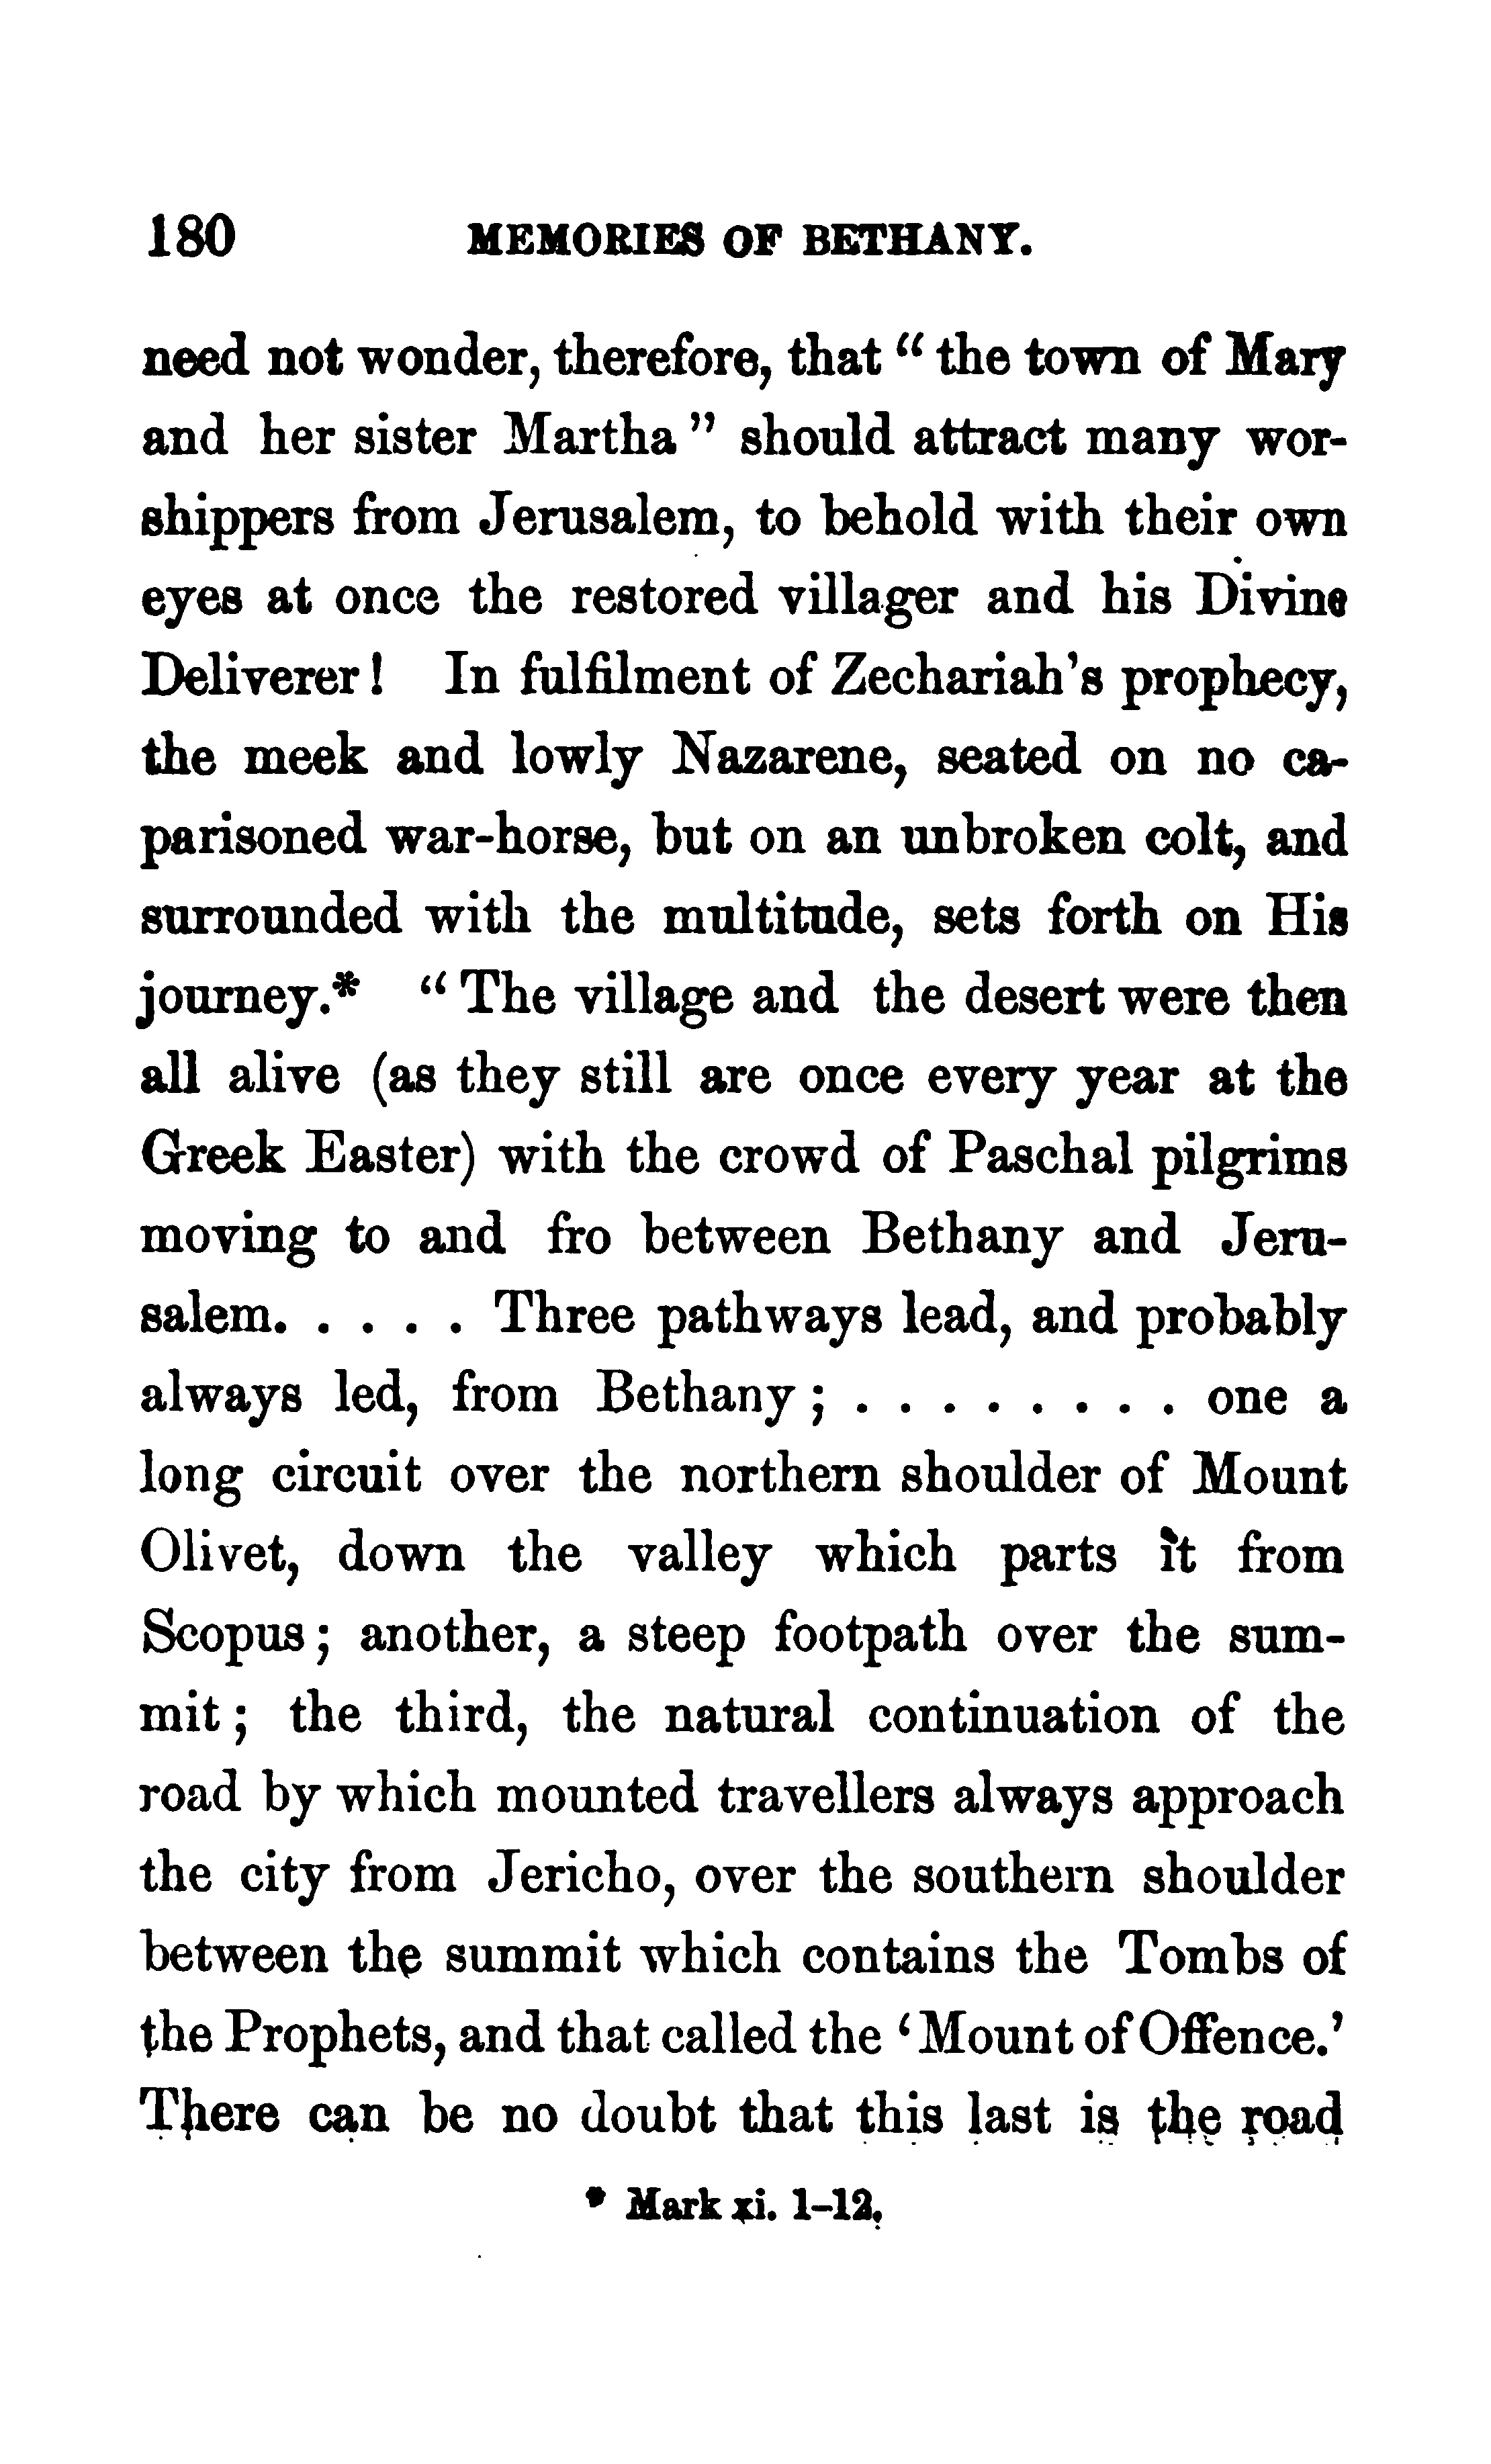 180 MEMORIES OF BETHANY.
need not wonder, therefore, that “ the town of Mary
and her sister Martha ” should attract many wor-
shippers from Jerusalem, to behold with their own
eyes at once the restored villager and his Divine
Deliverer ! In fulfilment of Zechariah’s prophecy,
the meek and lowly Nazarene, seated on no ca-
parisoned war-horse, but on an unbroken colt, and
surrounded with the multitude, sets forth on His
journey.* “ The village and the desert were then
all alive (as they still are once every year at the
Greek Easter) with the crowd of Paschal pilgrims
moving to and fro between Bethany and Jeru-
salem. . . . . Three pathways lead, and probably
always led, from Bethany ; . . . . . . . . one a
long circuit over the northern shoulder of Mount
Olivet, down the valley which parts it from
Scopus ; another, a steep footpath over the sum-
mit ; the third, the natural continuation of the
road by which mounted travellers always approach
the city from Jericho, over the southern shoulder
between the summit which contains the Tombs of
the Prophets, and that called the ‘ Mount of Offence.’
There can be no doubt that this last is the road
* Mark xi. 1–12.